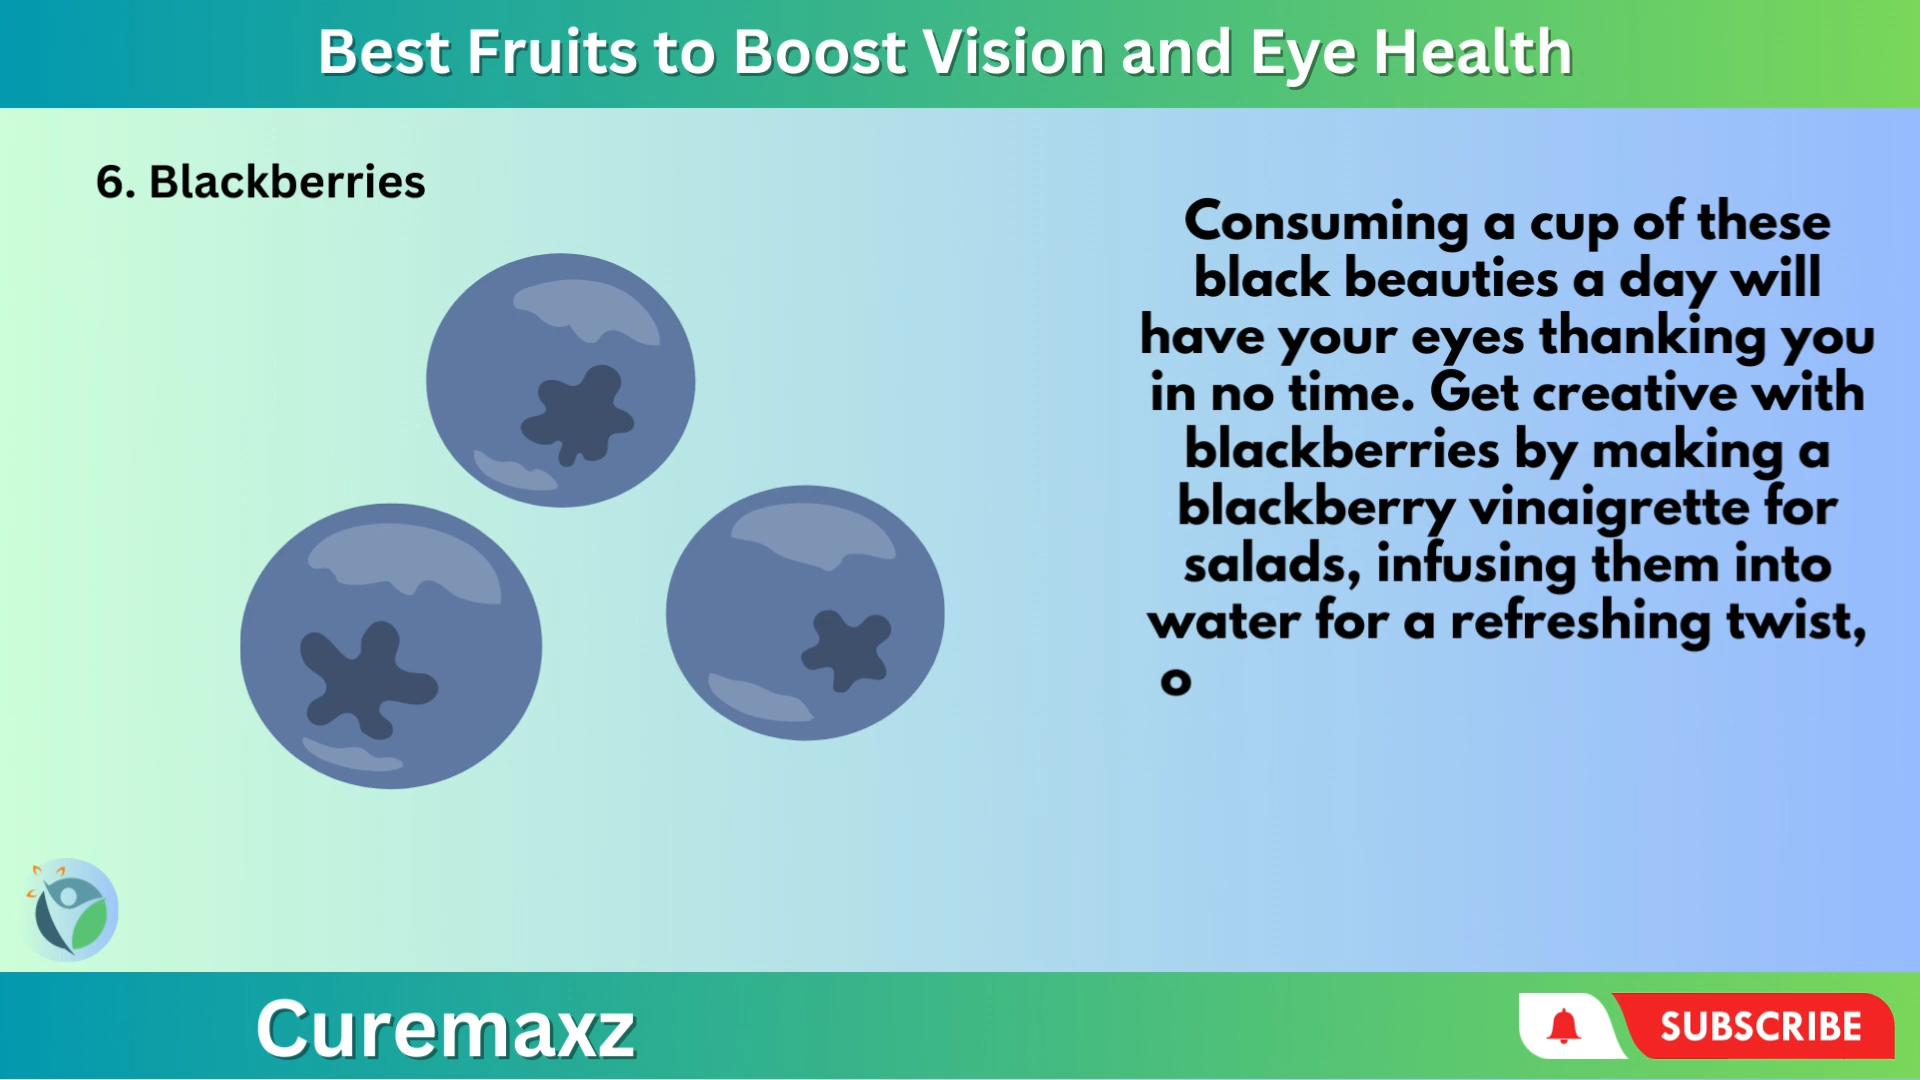 Best Fruits to Boost Vision and Eye Health
6. Blackberries
Consuming a cup of these
black beauties a day will
have your eyes thanking you
in no time. Get creative with
blackberries by making a
blackberry vinaigrette for
salads, infusing them into
water for a refreshing twist,
o
Curemaxz
SUBSCRIBE